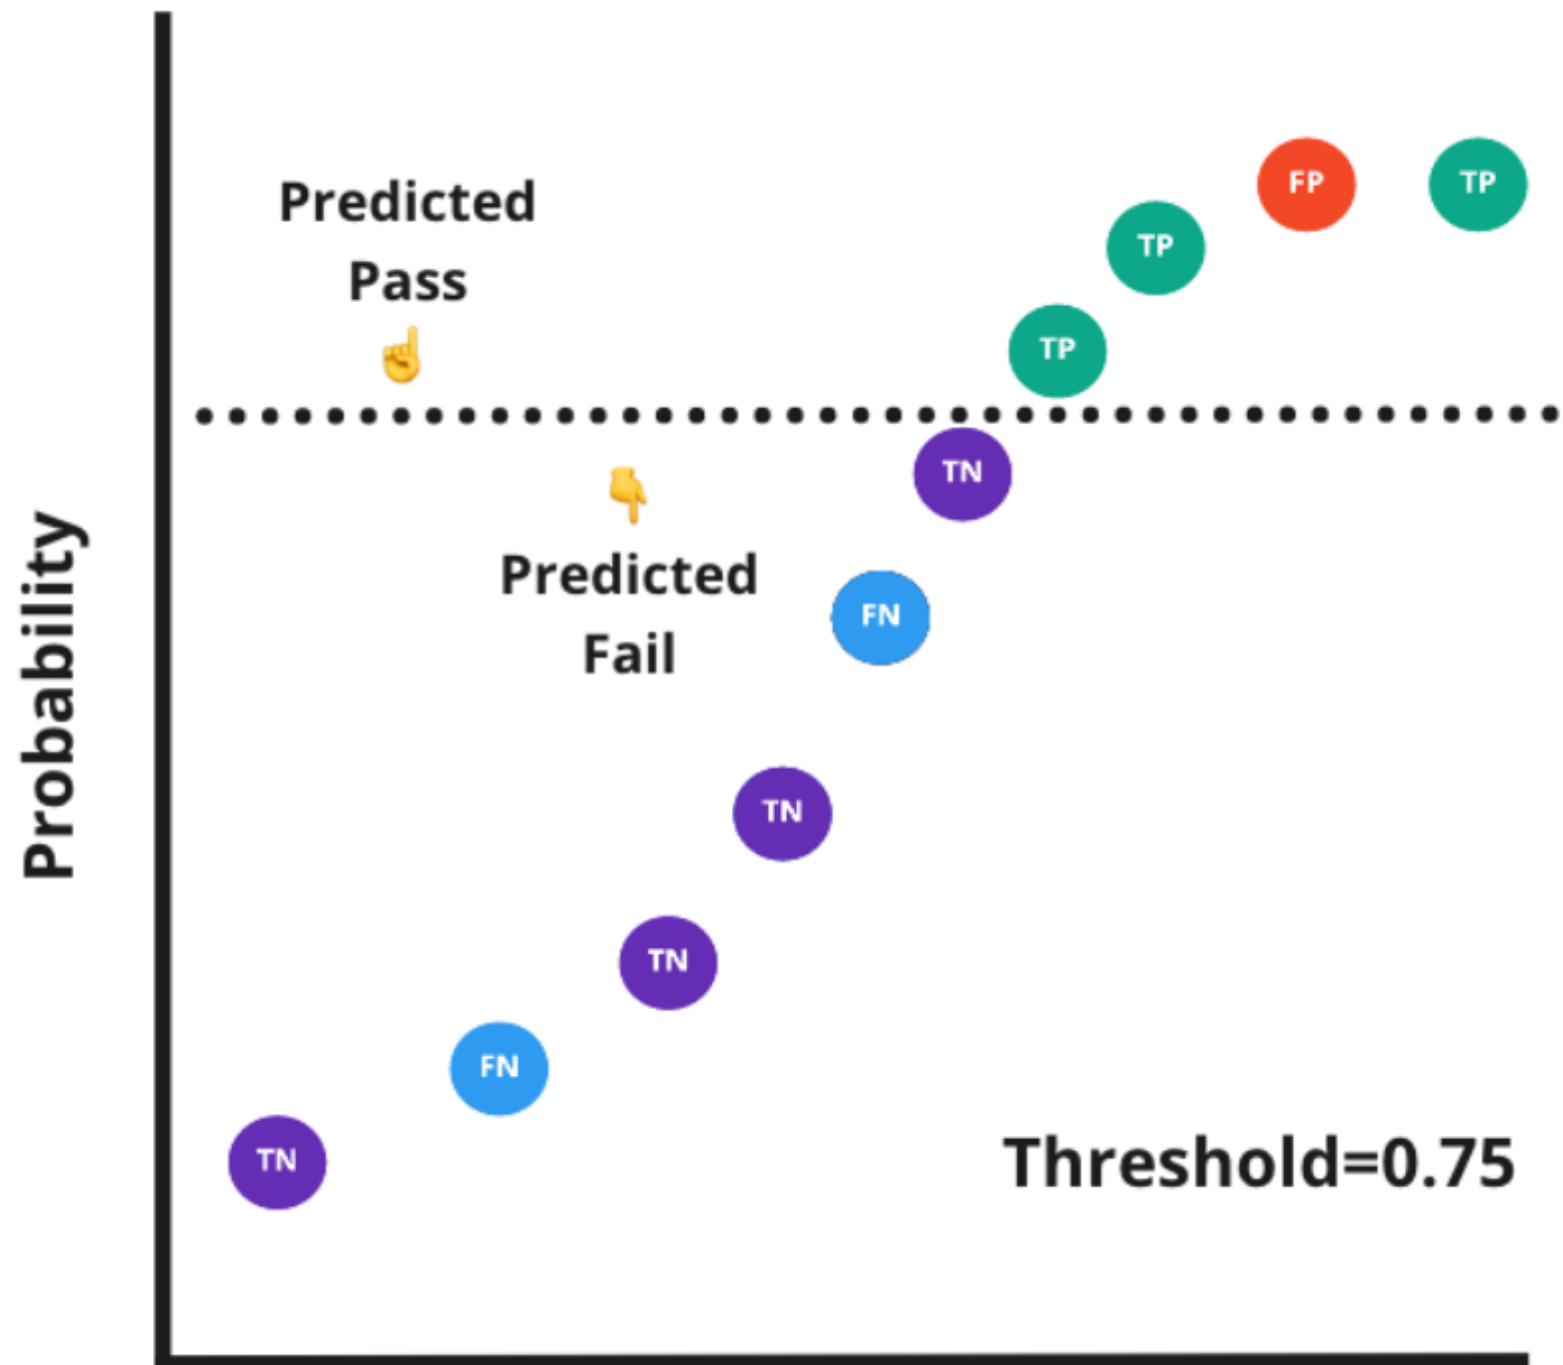 Predicted
Pass
FP
TP
TP
TP
TN
Predicted
Fail
FN
TN
TN
FN
TN
Threshold=0.75
Probability